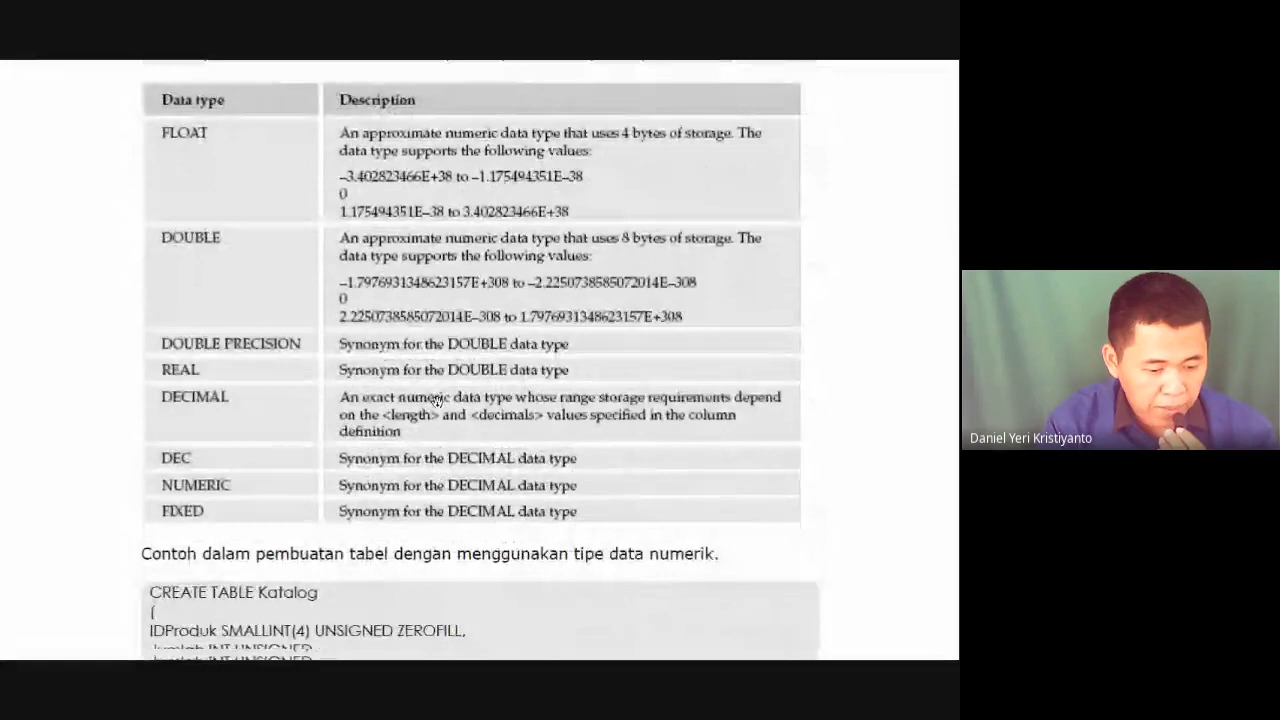 Data type
Description
FLOAT
An approximate numeric data type that uses 4 bytes of storage. The
data type supports the following values:
–3.402823466E+38 to –1.175494351E–38
0
1.175494351E–38 to 3.402823466E+38
DOUBLE
An approximate numeric data type that uses 8 bytes of storage. The
data type supports the following values:
–1.7976931348623157E+308 to –2.2250738585072014E–308
0
2.2250738585072014E–308 to 1.7976931348623157E+308
DOUBLE PRECISION
Synonym for the DOUBLE data type
REAL
Synonym for the DOUBLE data type
DECIMAL
An exact numeric data type whose range storage requirements depend
on the <length> and <decimals> values specified in the column
definition
DEC
Synonym for the DECIMAL data type
NUMERIC
Synonym for the DECIMAL data type
FIXED
Synonym for the DECIMAL data type
Contoh dalam pembuatan tabel dengan menggunakan tipe data numerik.
CREATE TABLE Katalog
(
IDProduk SMALLINT(4) UNSIGNED ZEROFILL,
Jumlah INT UNSIGNED
Daniel Yeri Kristiyanto